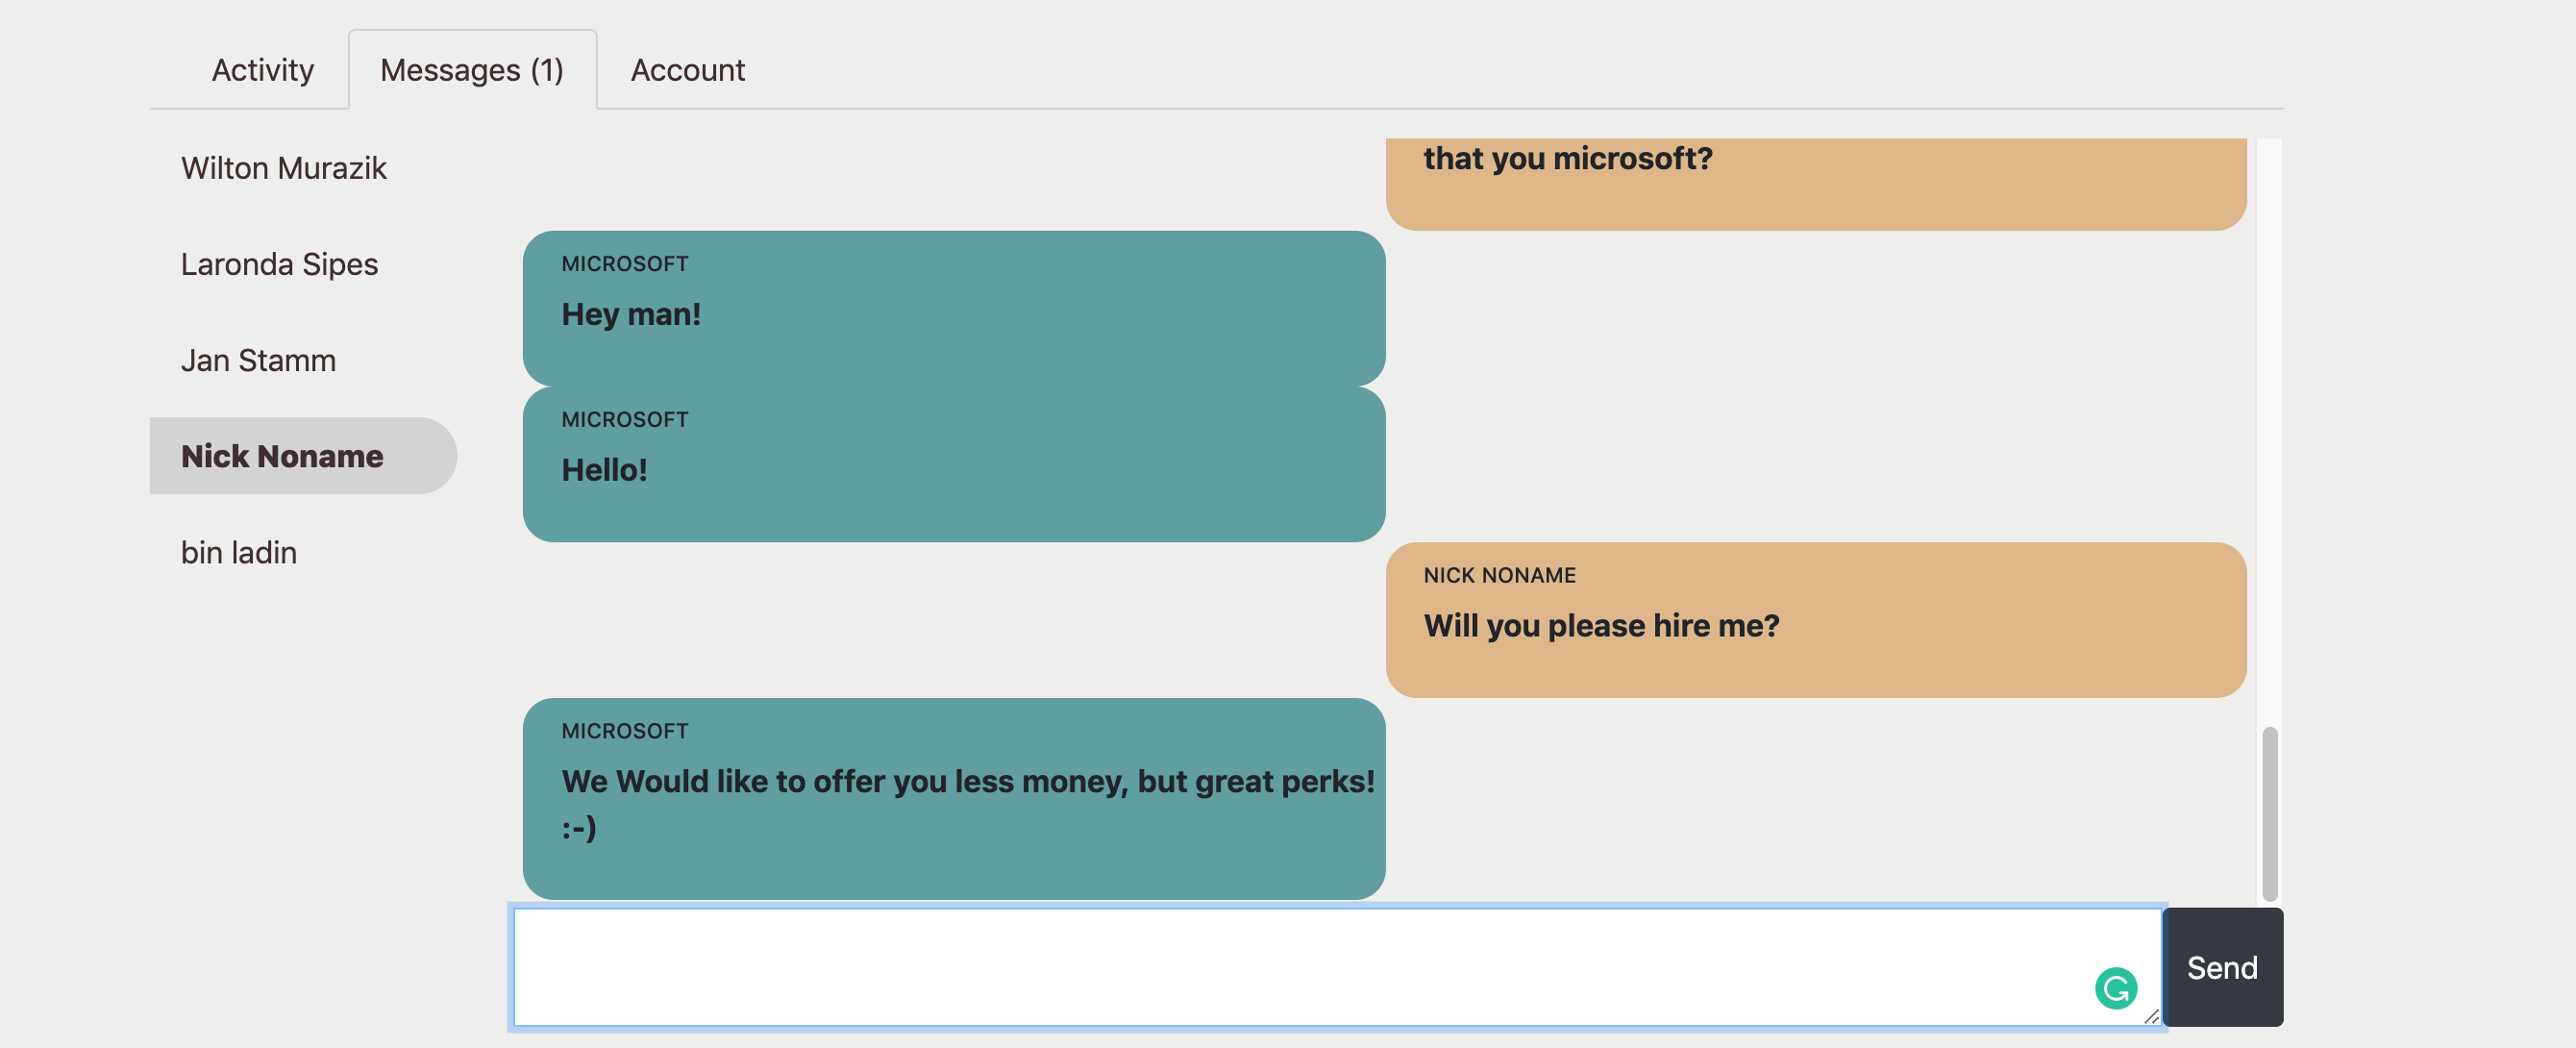 Activity
Messages (1)
Account
Wilton Murazik
Laronda Sipes
Jan Stamm
Nick Noname
bin ladin
that you microsoft?
MICROSOFT
Hey man!
MICROSOFT
Hello!
NICK NONAME
Will you please hire me?
MICROSOFT
We Would like to offer you less money, but great perks!
:-)
Send